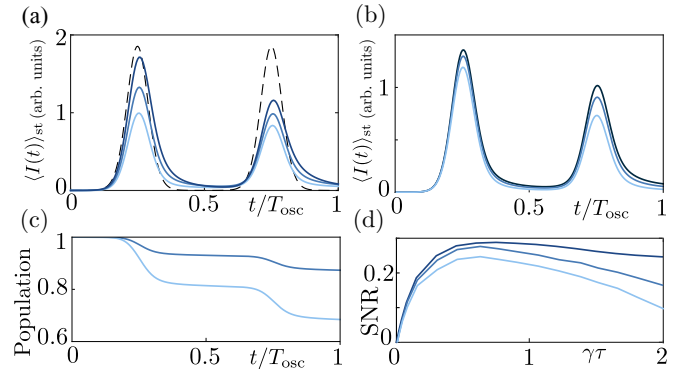 (a)
⟨I(t)⟩st (arb. units)
2
1
0
0
0.5
t/Tosc
1
(b)
⟨I(t)⟩st (arb. units)
1
0
0
0.5
t/Tosc
1
(c)
Population
1
0.8
0.6
0
0.5
t/Tosc
1
(d)
SNR
0.2
0
0
1
γτ
2